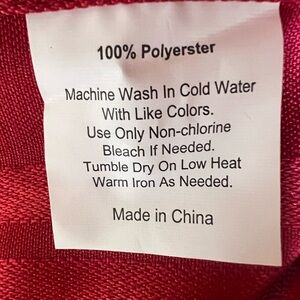 100% Polyerster
Machine Wash In Cold Water
With Like Colors.
Use Only Non-chlorine
Bleach If Needed.
Tumble Dry On Low Heat
Warm Iron As Needed.
Made in China